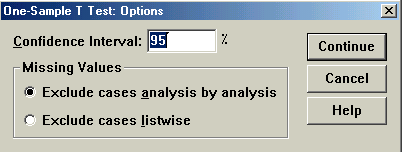 One-Sample T Test: Options
Confidence Interval: 95 %
Continue
Missing Values
Cancel
Exclude cases analysis by analysis
Help
Exclude cases listwise